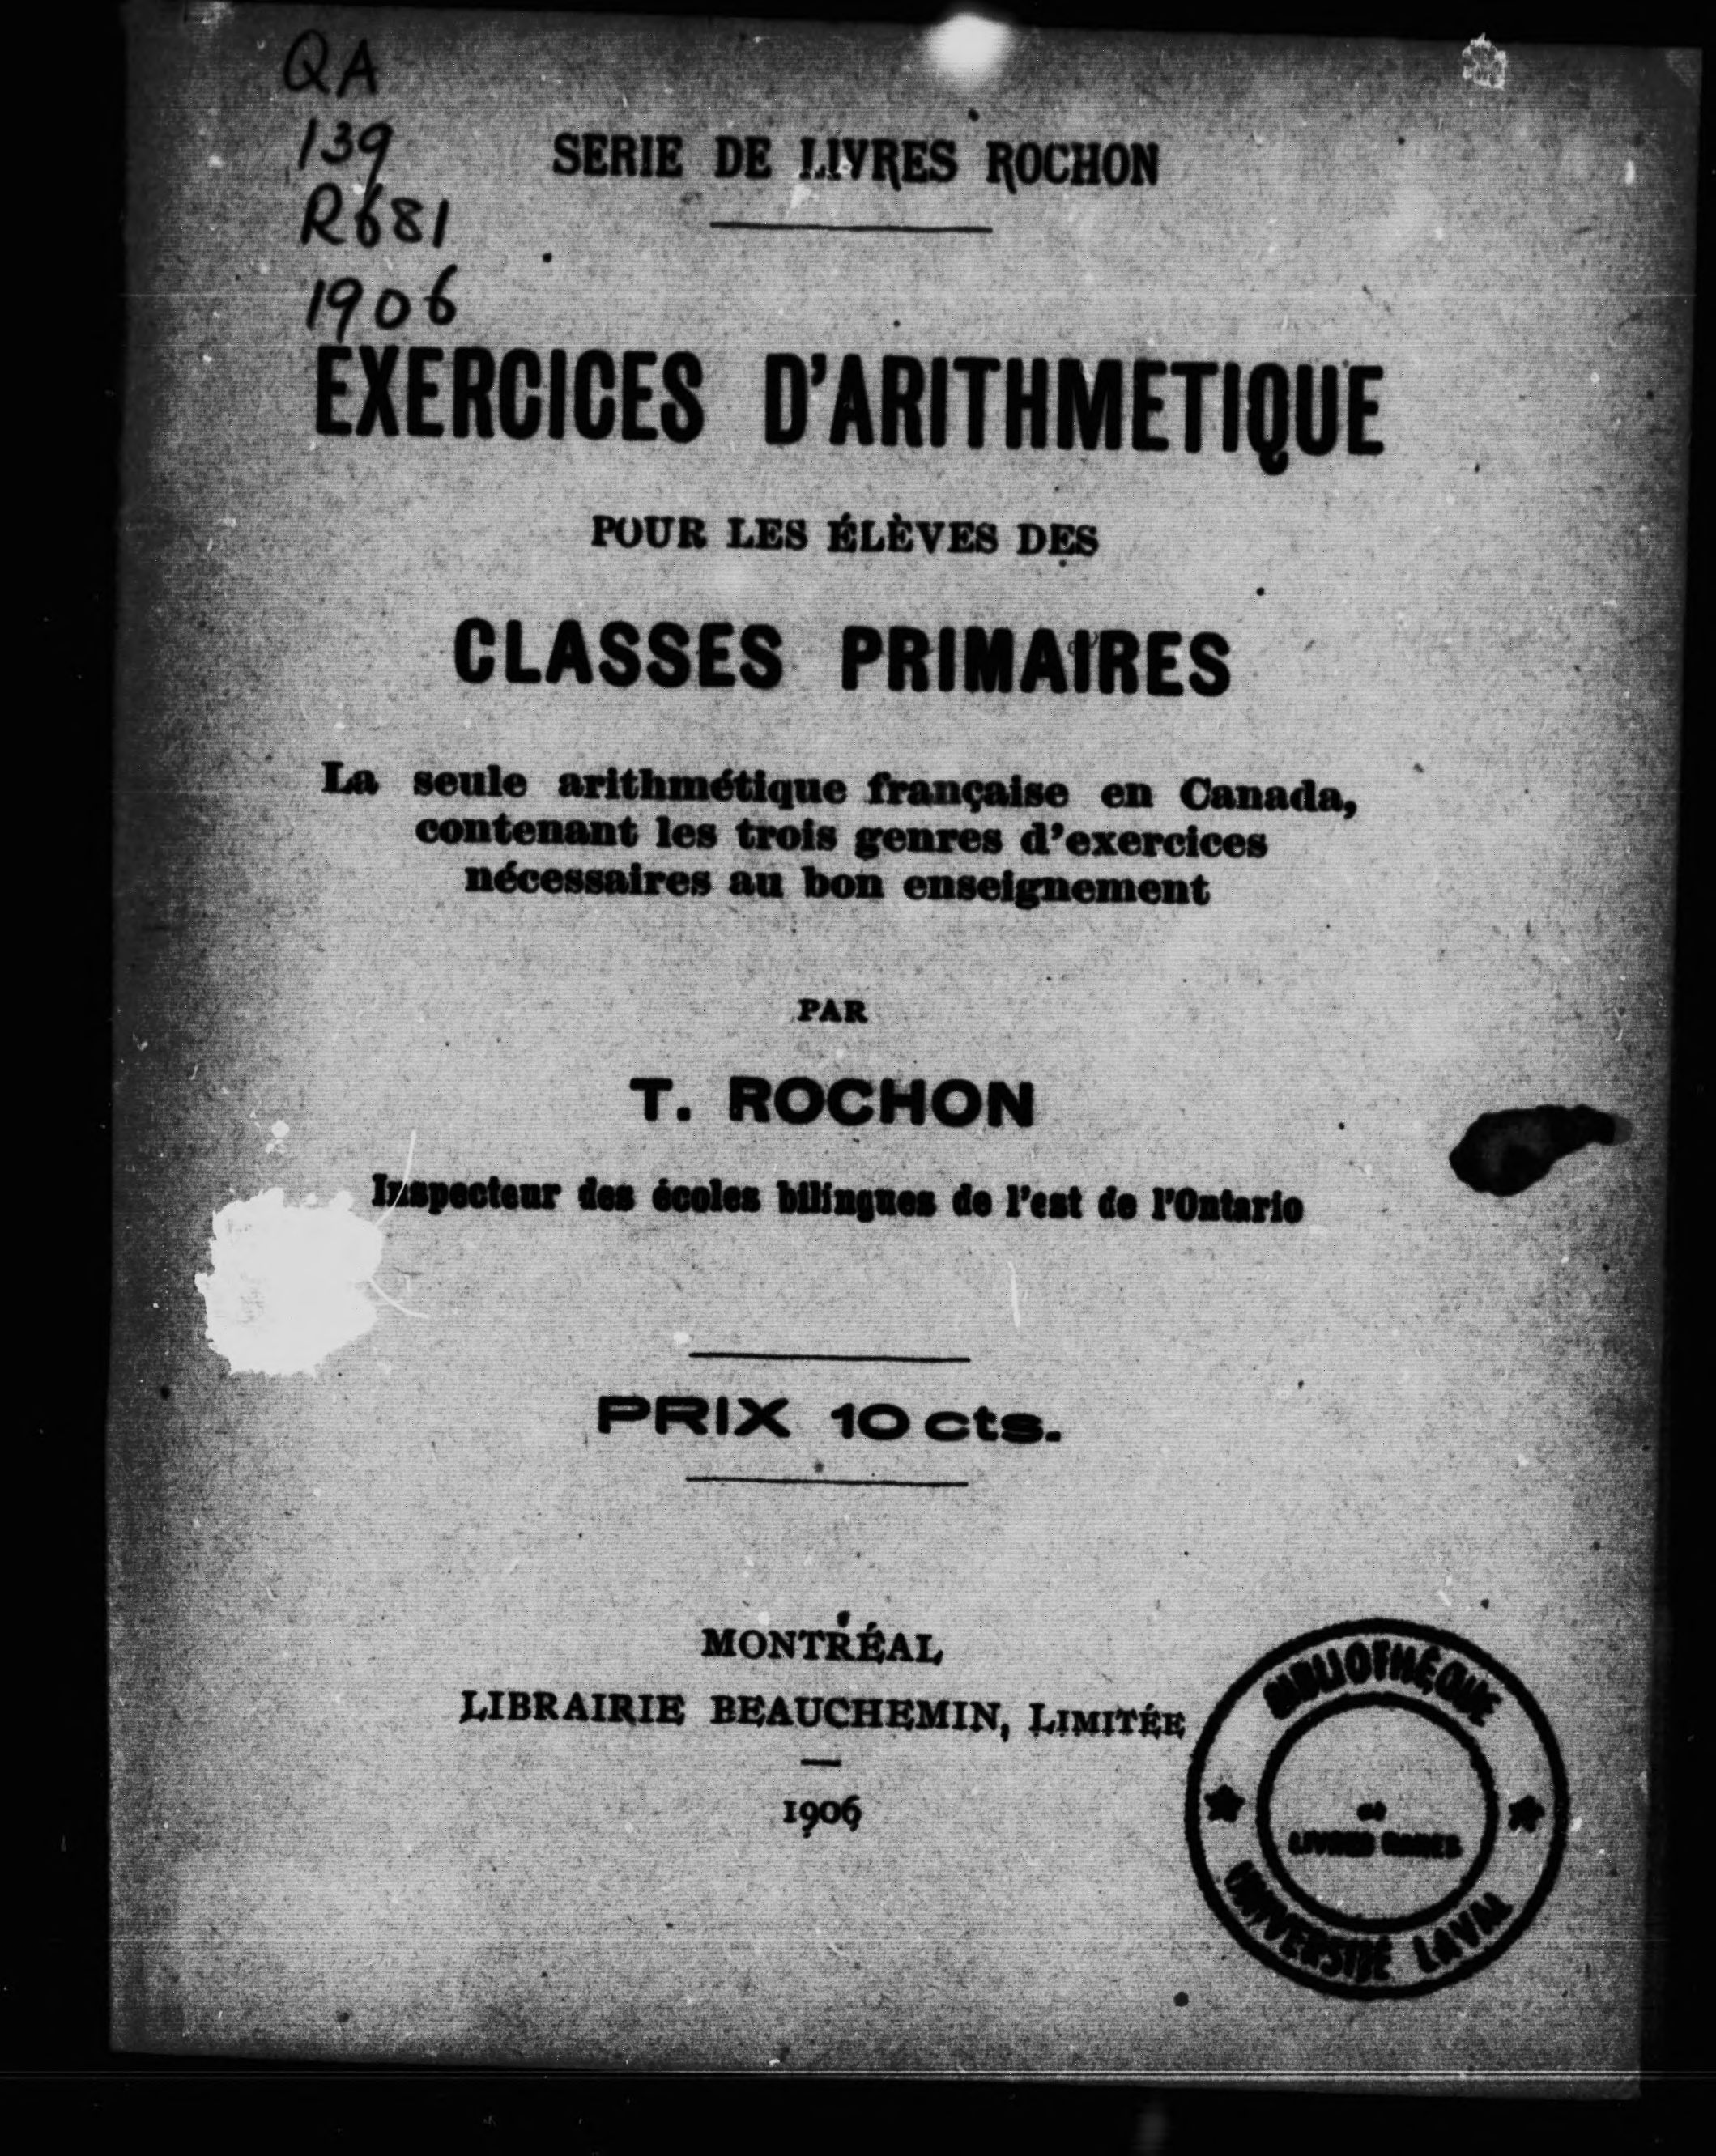 QA
139
R681
1906
SERIE DE LIVRES ROCHON
EXERCICES D'ARITHMETIQUE
POUR LES ÉLÈVES DES
CLASSES PRIMAIRES
La seule arithmétique française en Canada,
contenant les trois genres d'exercices
nécessaires au bon enseignement
PAR
T. ROCHON
Inspecteur des écoles bilingues de l'est de l'Ontario
PRIX 10 cts.
MONTRÉAL
LIBRAIRIE BEAUCHEMIN, LIMITÉE
1906
BIBLIOTHÈQUE
LIVRES RARES
UNIVERSITÉ LAVAL